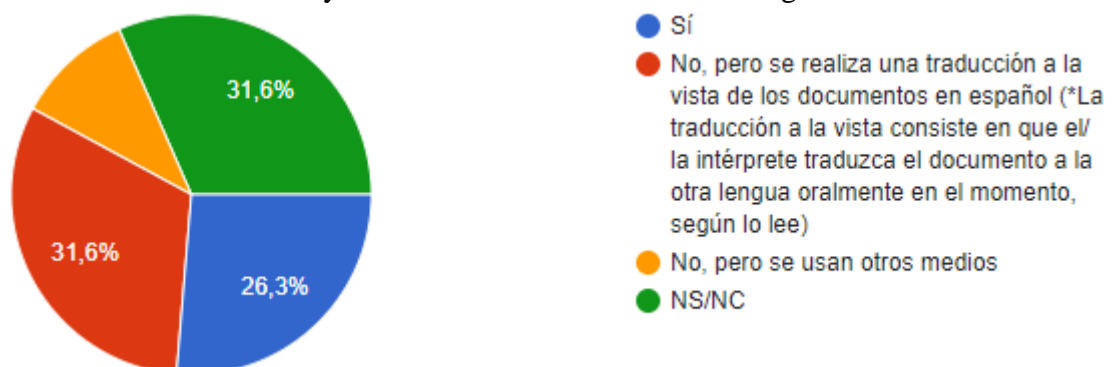 31,6%
31,6%
26,3%
Sí
No, pero se realiza una traducción a la
vista de los documentos en español (*La
traducción a la vista consiste en que el/
la intérprete traduzca el documento a la
otra lengua oralmente en el momento,
según lo lee)
No, pero se usan otros medios
NS/NC